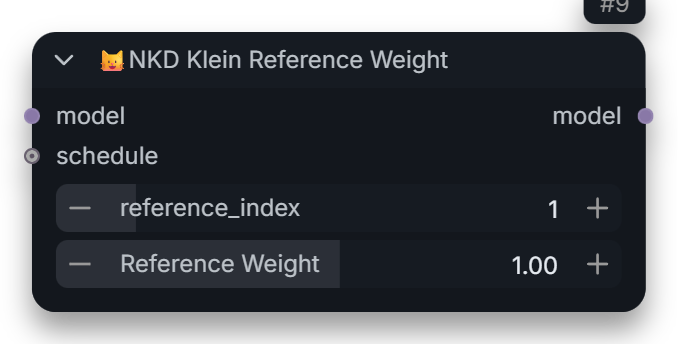 #9
NKD Klein Reference Weight
model
model
schedule
reference_index 1
Reference Weight 1.00